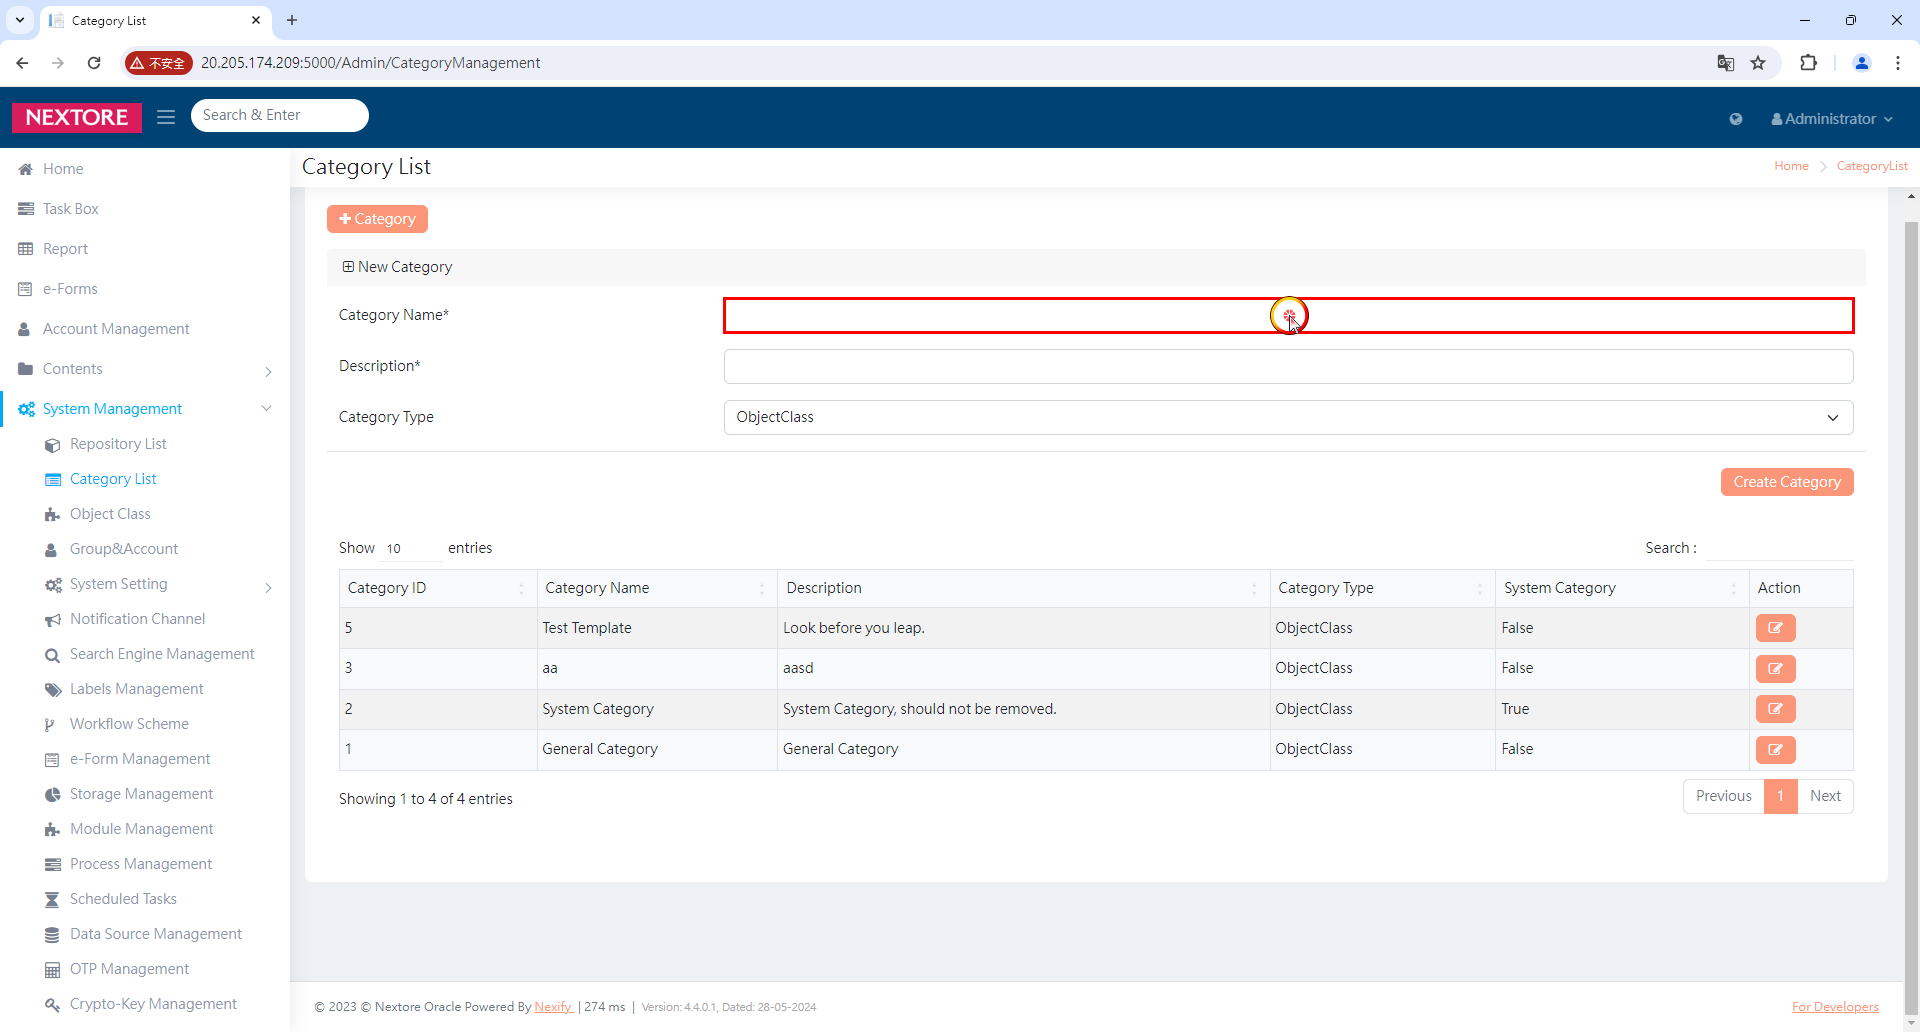 Category List
不安全
20.205.174.209:5000/Admin/CategoryManagement
NEXTORE
Search & Enter
Administrator
Home
Task Box
Report
e-Forms
Account Management
Contents
System Management
Repository List
Category List
Object Class
Group&Account
System Setting
Notification Channel
Search Engine Management
Labels Management
Workflow Scheme
e-Form Management
Storage Management
Module Management
Process Management
Scheduled Tasks
Data Source Management
OTP Management
Crypto-Key Management
Category List
Home CategoryList
Category
New Category
Category Name*
Description*
Category Type ObjectClass
Create Category
Show 10 entries Search :
Category ID Category Name Description Category Type System Category Action
5 Test Template Look before you leap. ObjectClass False
3 aa aasd ObjectClass False
2 System Category System Category, should not be removed. ObjectClass True
1 General Category General Category ObjectClass False
Showing 1 to 4 of 4 entries Previous 1 Next
© 2023 © Nextore Oracle Powered By Nexify | 274 ms | Version: 4.4.0.1, Dated: 28-05-2024 For Developers